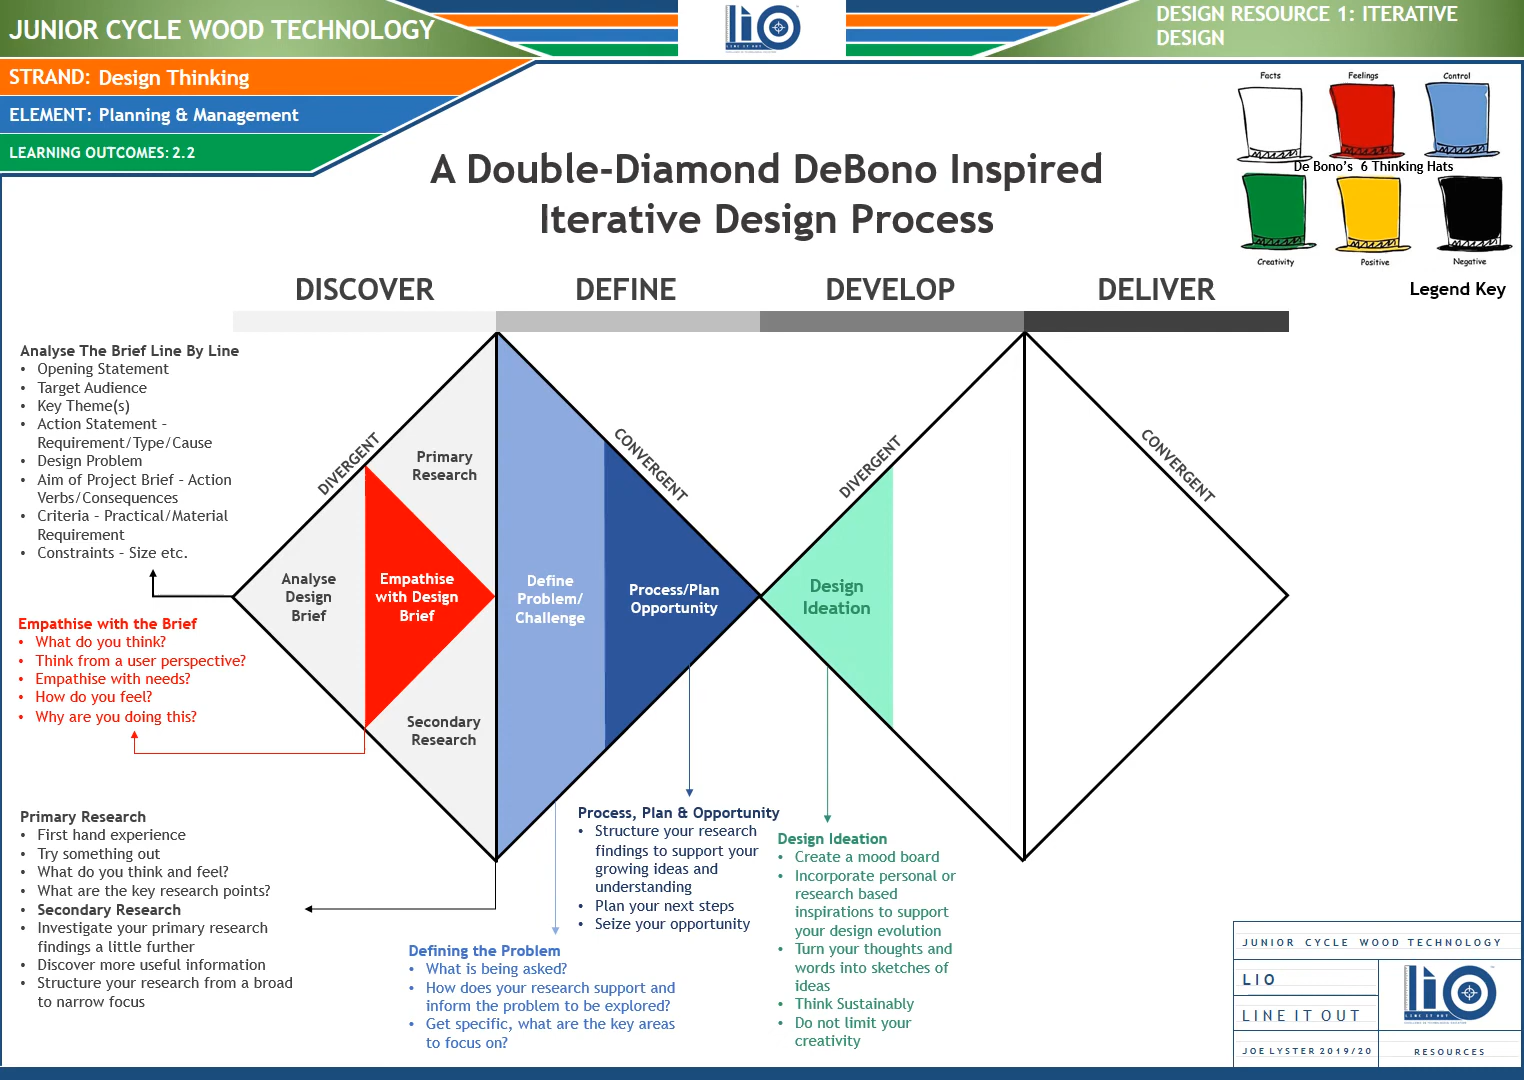 JUNIOR CYCLE WOOD TECHNOLOGY
LIO
LINE IT OUT
DESIGN RESOURCE 1: ITERATIVE
DESIGN
STRAND: Design Thinking
ELEMENT: Planning & Management
LEARNING OUTCOMES: 2.2
Facts
Feelings
Control
De Bono's 6 Thinking Hats
Creativity
Positive
Negative
Legend Key
A Double-Diamond DeBono Inspired
Iterative Design Process
DISCOVER
DEFINE
DEVELOP
DELIVER
Analyse The Brief Line By Line
• Opening Statement
• Target Audience
• Key Theme(s)
• Action Statement –
Requirement/Type/Cause
• Design Problem
• Aim of Project Brief – Action
Verbs/Consequences
• Criteria – Practical/Material
Requirement
• Constraints – Size etc.
Empathise with the Brief
• What do you think?
• Think from a user perspective?
• Empathise with needs?
• How do you feel?
• Why are you doing this?
Primary Research
• First hand experience
• Try something out
• What do you think and feel?
• What are the key research points?
• Secondary Research
• Investigate your primary research
findings a little further
• Discover more useful information
• Structure your research from a broad
to narrow focus
DIVERGENT
Primary
Research
Analyse
Design
Brief
Empathise
with Design
Brief
Secondary
Research
CONVERGENT
Define
Problem/
Challenge
Process/Plan
Opportunity
DIVERGENT
Design
Ideation
CONVERGENT
Defining the Problem
• What is being asked?
• How does your research support and
inform the problem to be explored?
• Get specific, what are the key areas
to focus on?
Process, Plan & Opportunity
• Structure your research
findings to support your
growing ideas and
understanding
• Plan your next steps
• Seize your opportunity
Design Ideation
• Create a mood board
• Incorporate personal or
research based
inspirations to support
your design evolution
• Turn your thoughts and
words into sketches of
ideas
• Think Sustainably
• Do not limit your
creativity
JUNIOR CYCLE WOOD TECHNOLOGY
LIO
LINE IT OUT
JOE LYSTER 2019/20
LIO
LINE IT OUT
RESOURCES